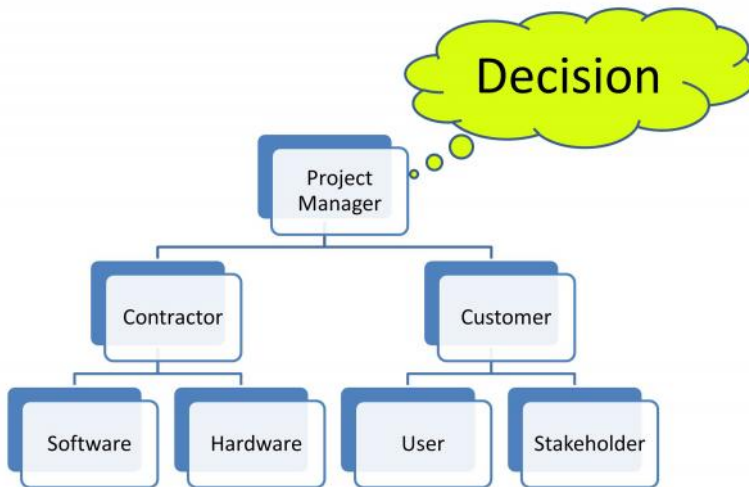 Decision
Project
Manager
Contractor
Customer
Software
Hardware
User
Stakeholder